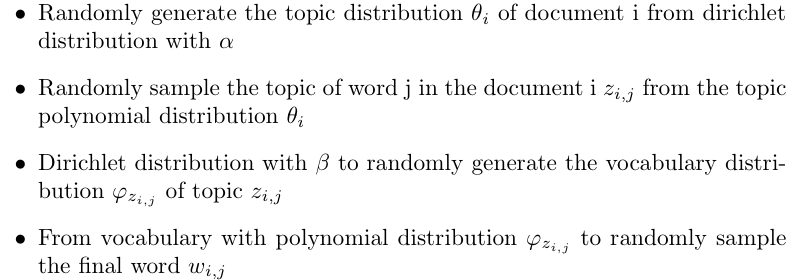 • Randomly generate the topic distribution θ_i of document i from dirichlet
distribution with α
• Randomly sample the topic of word j in the document i z_{i,j} from the topic
polynomial distribution θ_i
• Dirichlet distribution with β to randomly generate the vocabulary distri-
bution φ_{z_{i,j}} of topic z_{i,j}
• From vocabulary with polynomial distribution φ_{z_{i,j}} to randomly sample
the final word w_{i,j}